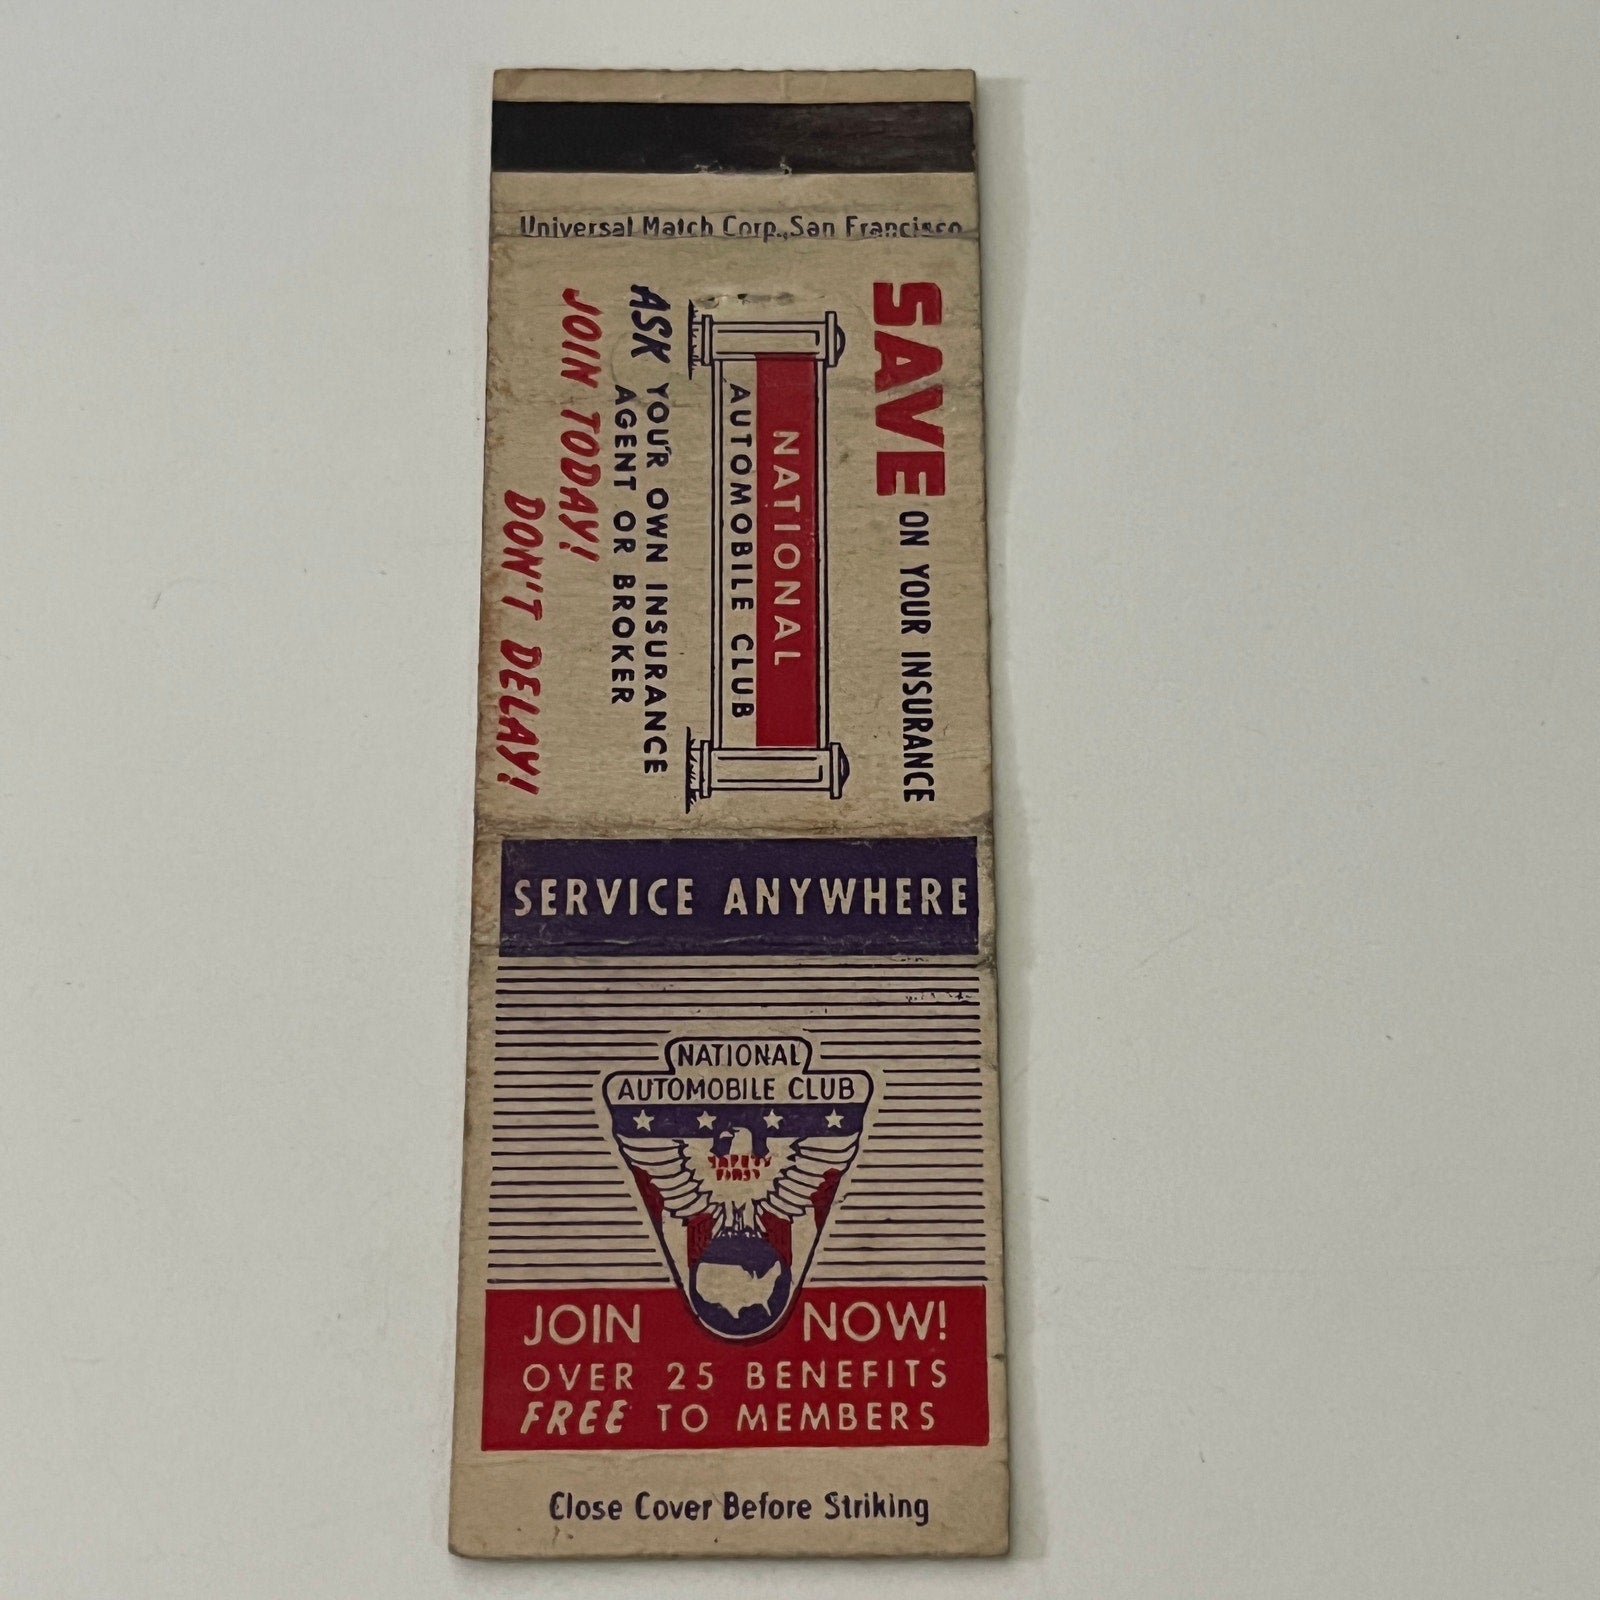 Universal Match Corp., San Francisco
SAVE ON YOUR INSURANCE
NATIONAL
AUTOMOBILE CLUB
ASK YOUR OWN INSURANCE
AGENT OR BROKER
JOIN TODAY!
DON'T DELAY!
SERVICE ANYWHERE
NATIONAL
AUTOMOBILE CLUB
SAFETY
FIRST
JOIN NOW!
OVER 25 BENEFITS
FREE TO MEMBERS
Close Cover Before Striking